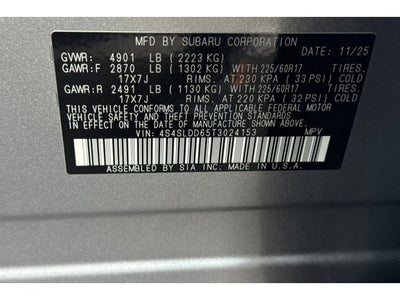 MFD BY SUBARU CORPORATION DATE: 11/25
GVWR: 4901 LB ( 2223 KG)
GAWR:F 2870 LB ( 1302 KG) WITH 225/60R17 TIRES.
17X7J RIMS. AT 230 KPA ( 33 PSI) COLD
GAWR:R 2491 LB ( 1130 KG) WITH 225/60R17 TIRES.
17X7J RIMS. AT 220 KPA ( 32 PSI) COLD
THIS VEHICLE CONFORMS TO ALL APPLICABLE FEDERAL MOTOR
VEHICLE SAFETY, BUMPER, AND THEFT PREVENTION
STANDARDS IN EFFECT ON THE DATE OF MANUFACTURE
SHOWN ABOVE.
VIN: 4S4SLDD65T3024153 MPV
ASSEMBLED BY SIA INC. MADE IN U.S.A.